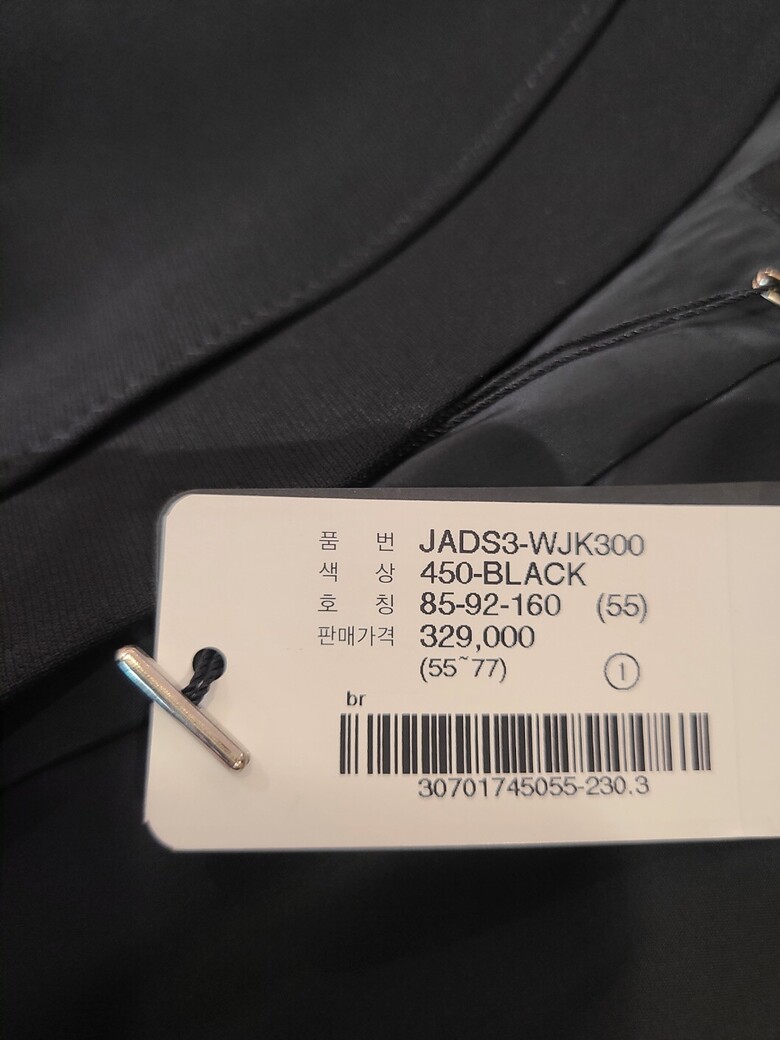 품 번 JADS3-WJK300
색 상 450-BLACK
호 칭 85-92-160 (55)
판매가격 329,000
(55~77) ①
br
30701745055-230.3